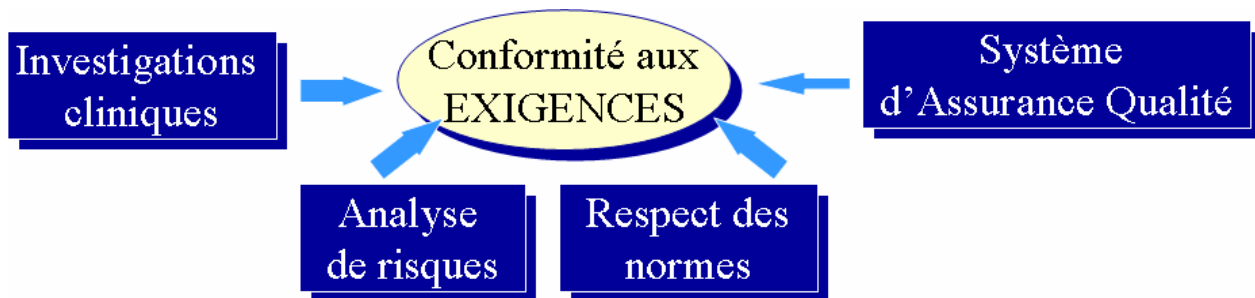 Investigations
cliniques
Conformité aux
EXIGENCES
Système
d’Assurance Qualité
Analyse
de risques
Respect des
normes